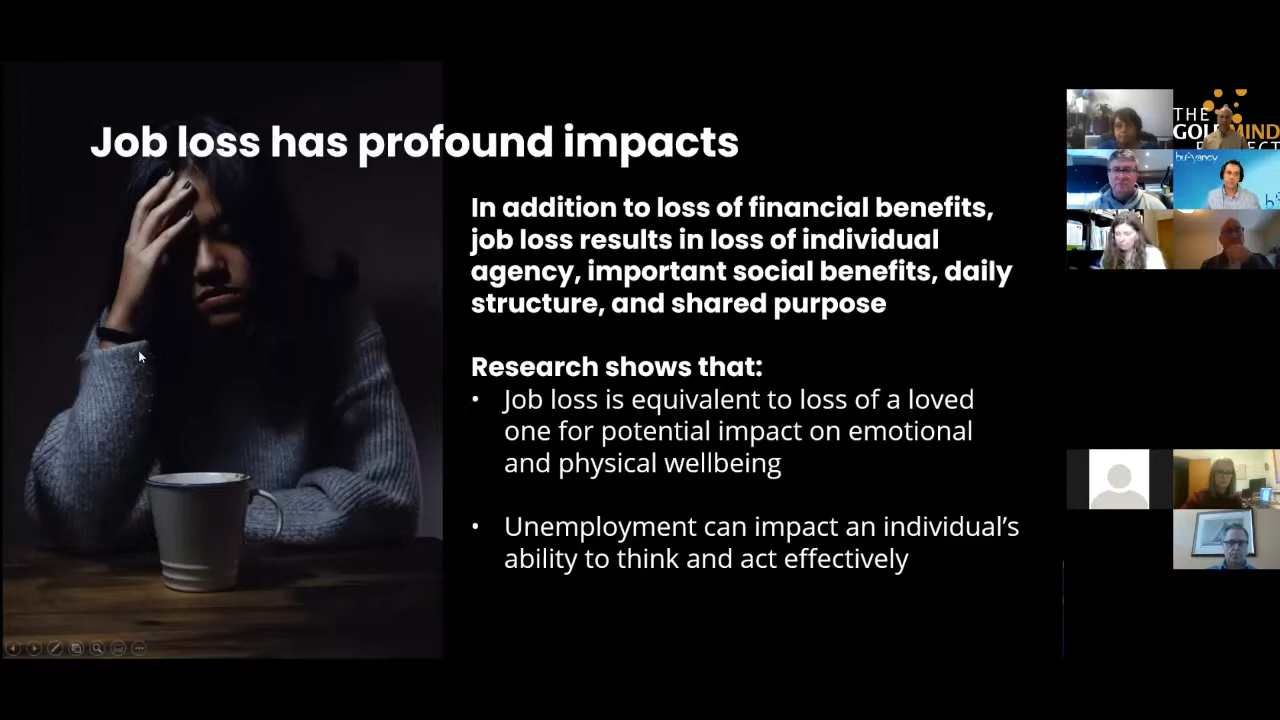 Job loss has profound impacts
In addition to loss of financial benefits,
job loss results in loss of individual
agency, important social benefits, daily
structure, and shared purpose
Research shows that:
• Job loss is equivalent to loss of a loved
one for potential impact on emotional
and physical wellbeing
• Unemployment can impact an individual’s
ability to think and act effectively
THE